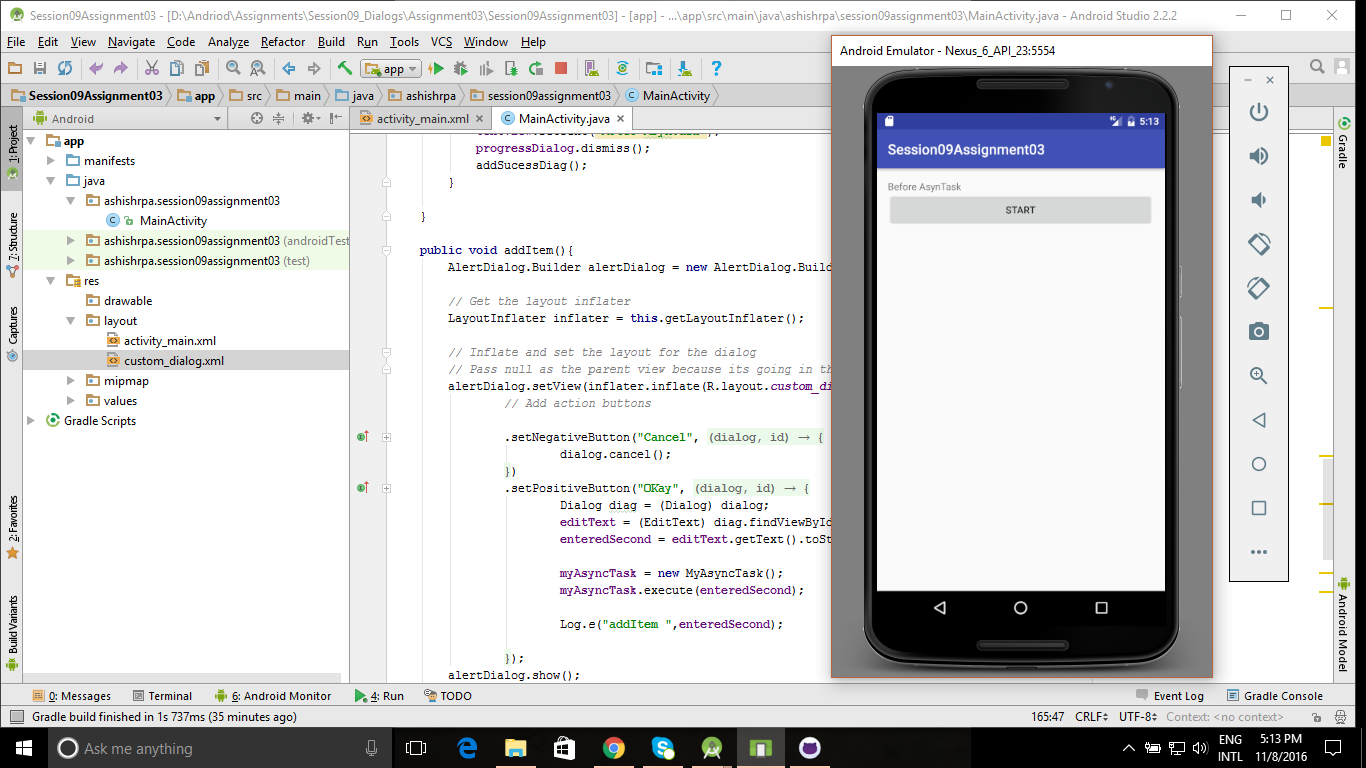 Session09Assignment03 - [D:\Andriod\Assignments\Session_09_Dialogs\Assignment03\Session09Assignment03] - [app] - ...\app\src\main\java\ashishrpa\session09assignment03\MainActivity.java - Android Studio 2.2.2
File Edit View Navigate Code Analyze Refactor Build Run Tools VCS Window Help
app
Session09Assignment03 app src main java ashishrpa session09assignment03 MainActivity
Android
activity_main.xml MainActivity.java
1: Project
7: Structure
Captures
2: Favorites
Build Variants
app
manifests
java
ashishrpa.session09assignment03
MainActivity
ashishrpa.session09assignment03 (androidTest
ashishrpa.session09assignment03 (test)
res
drawable
layout
activity_main.xml
custom_dialog.xml
mipmap
values
Gradle Scripts
progressDialog.dismiss();
addSucessDiag();
}
}
public void addItem(){
AlertDialog.Builder alertDialog = new AlertDialog.Build
// Get the layout inflater
LayoutInflater inflater = this.getLayoutInflater();
// Inflate and set the layout for the dialog
// Pass null as the parent view because its going in th
alertDialog.setView(inflater.inflate(R.layout.custom_di
// Add action buttons
.setNegativeButton("Cancel", (dialog, id) → {
dialog.cancel();
})
.setPositiveButton("OKay", (dialog, id) → {
Dialog diag = (Dialog) dialog;
editText = (EditText) diag.findViewById
enteredSecond = editText.getText().toSt
myAsyncTask = new MyAsyncTask();
myAsyncTask.execute(enteredSecond);
Log.e("addItem ",enteredSecond);
});
alertDialog.show();
Android Emulator - Nexus_6_API_23:5554
5:13
Session09Assignment03
Before AsynTask
START
Gradle
Android Model
0: Messages Terminal 6: Android Monitor 4: Run TODO Event Log Gradle Console
Gradle build finished in 1s 737ms (35 minutes ago) 165:47 CRLF UTF-8 Context: <no context>
Ask me anything
ENG
INTL
5:13 PM
11/8/2016